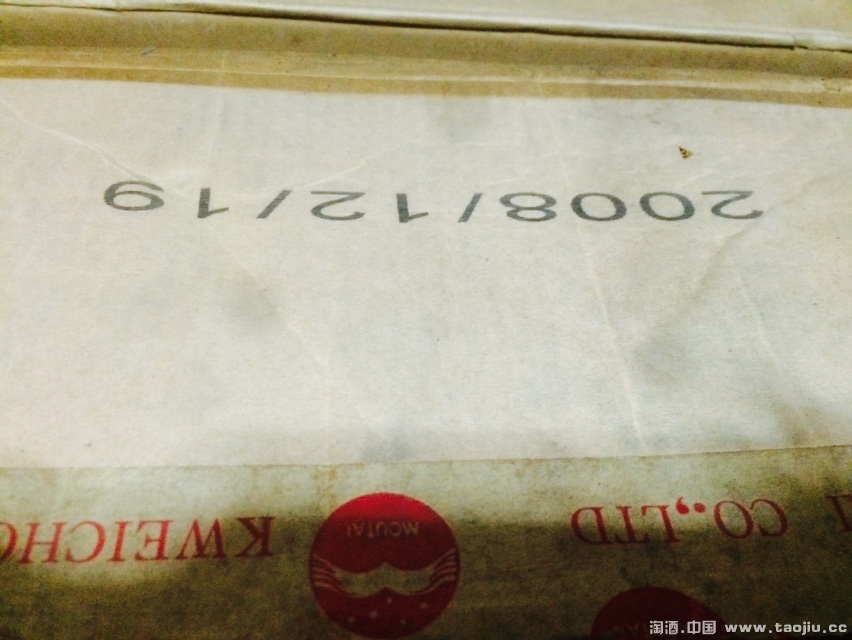 2008/12/19
CO.,LTD
MOUTAI
KWEICHO
淘酒.中国 www.taojiu.cc